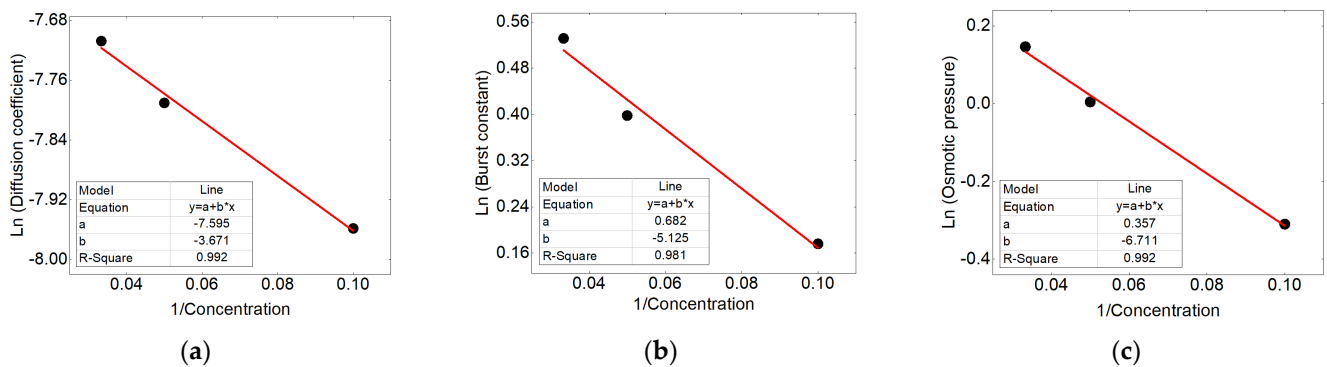 Ln (Diffusion coefficient)
-7.68
-7.76
-7.84
-7.92
-8.00
Model Line
Equation y=a+b*x
a -7.595
b -3.671
R-Square 0.992
0.04 0.06 0.08 0.10
1/Concentration
(a)
Ln (Burst constant)
0.56
0.48
0.40
0.32
0.24
0.16
Model Line
Equation y=a+b*x
a 0.682
b -5.125
R-Square 0.981
0.04 0.06 0.08 0.10
1/Concentration
(b)
Ln (Osmotic pressure)
0.2
0.0
-0.2
-0.4
Model Line
Equation y=a+b*x
a 0.357
b -6.711
R-Square 0.992
0.04 0.06 0.08 0.10
1/Concentration
(c)